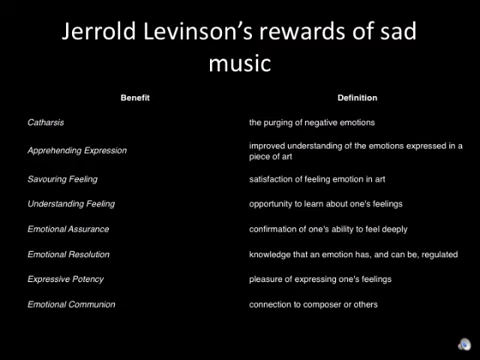 Jerrold Levinson's rewards of sad
music
Benefit Definition
Catharsis the purging of negative emotions
Apprehending Expression improved understanding of the emotions expressed in a
piece of art
Savouring Feeling satisfaction of feeling emotion in art
Understanding Feeling opportunity to learn about one's feelings
Emotional Assurance confirmation of one's ability to feel deeply
Emotional Resolution knowledge that an emotion has, and can be, regulated
Expressive Potency pleasure of expressing one's feelings
Emotional Communion connection to composer or others